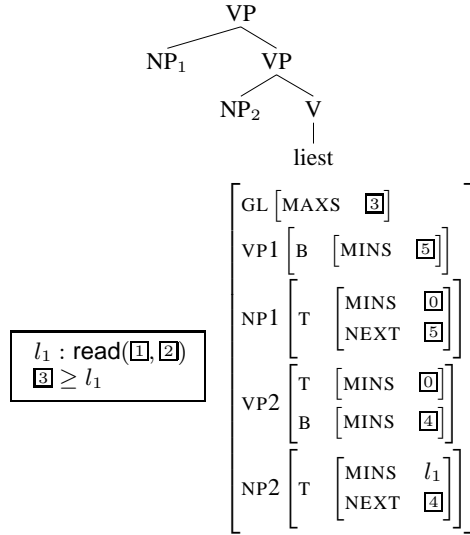 VP
NP₁ VP
NP₂ V
liest
GL [MAXS 3]
VP1 [B [MINS 5]]
NP1 [T [MINS 0
NEXT 5]]
l₁ : read(1, 2)
3 ≥ l₁
VP2 [T [MINS 0]
B [MINS 4]]
NP2 [T [MINS l₁
NEXT 4]]